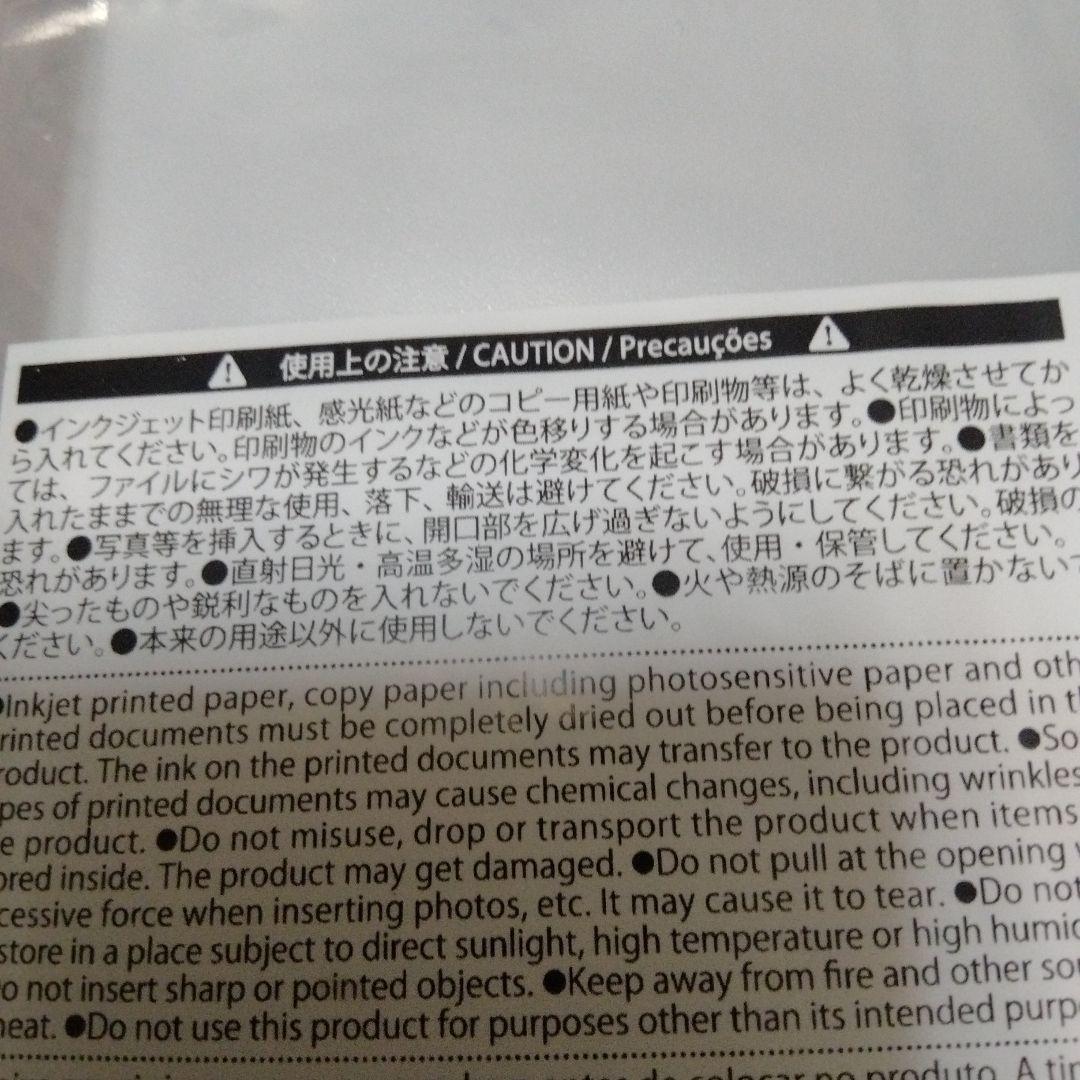 使用上の注意 / CAUTION / Precauções
●インクジェット印刷紙、感光紙などのコピー用紙や印刷物等は、よく乾燥させてか
ら入れてください。印刷物のインクなどが色移りする場合があります。●印刷物によっ
ては、ファイルにシワが発生するなどの化学変化を起こす場合があります。●書類を
入れたままでの無理な使用、落下、輸送は避けてください。破損に繋がる恐れがあり
ます。●写真等を挿入するときに、開口部を広げ過ぎないようにしてください。破損の
恐れがあります。●直射日光・高温多湿の場所を避けて、使用・保管してください。
●尖ったものや鋭利なものを入れないでください。●火や熱源のそばに置かないで
ください。●本来の用途以外に使用しないでください。
●Inkjet printed paper, copy paper including photosensitive paper and oth
rinted documents must be completely dried out before being placed in t
roduct. The ink on the printed documents may transfer to the product. ●So
pes of printed documents may cause chemical changes, including wrinkles
e product. ●Do not misuse, drop or transport the product when items
ored inside. The product may get damaged. ●Do not pull at the opening
cessive force when inserting photos, etc. It may cause it to tear. ●Do not
store in a place subject to direct sunlight, high temperature or high humid
o not insert sharp or pointed objects. ●Keep away from fire and other so
heat. ●Do not use this product for purposes other than its intended purp
de colocar no produto. A tin